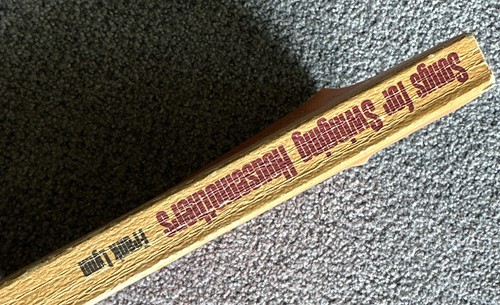 Songs for Swinging Housemothers
Frank Lynn